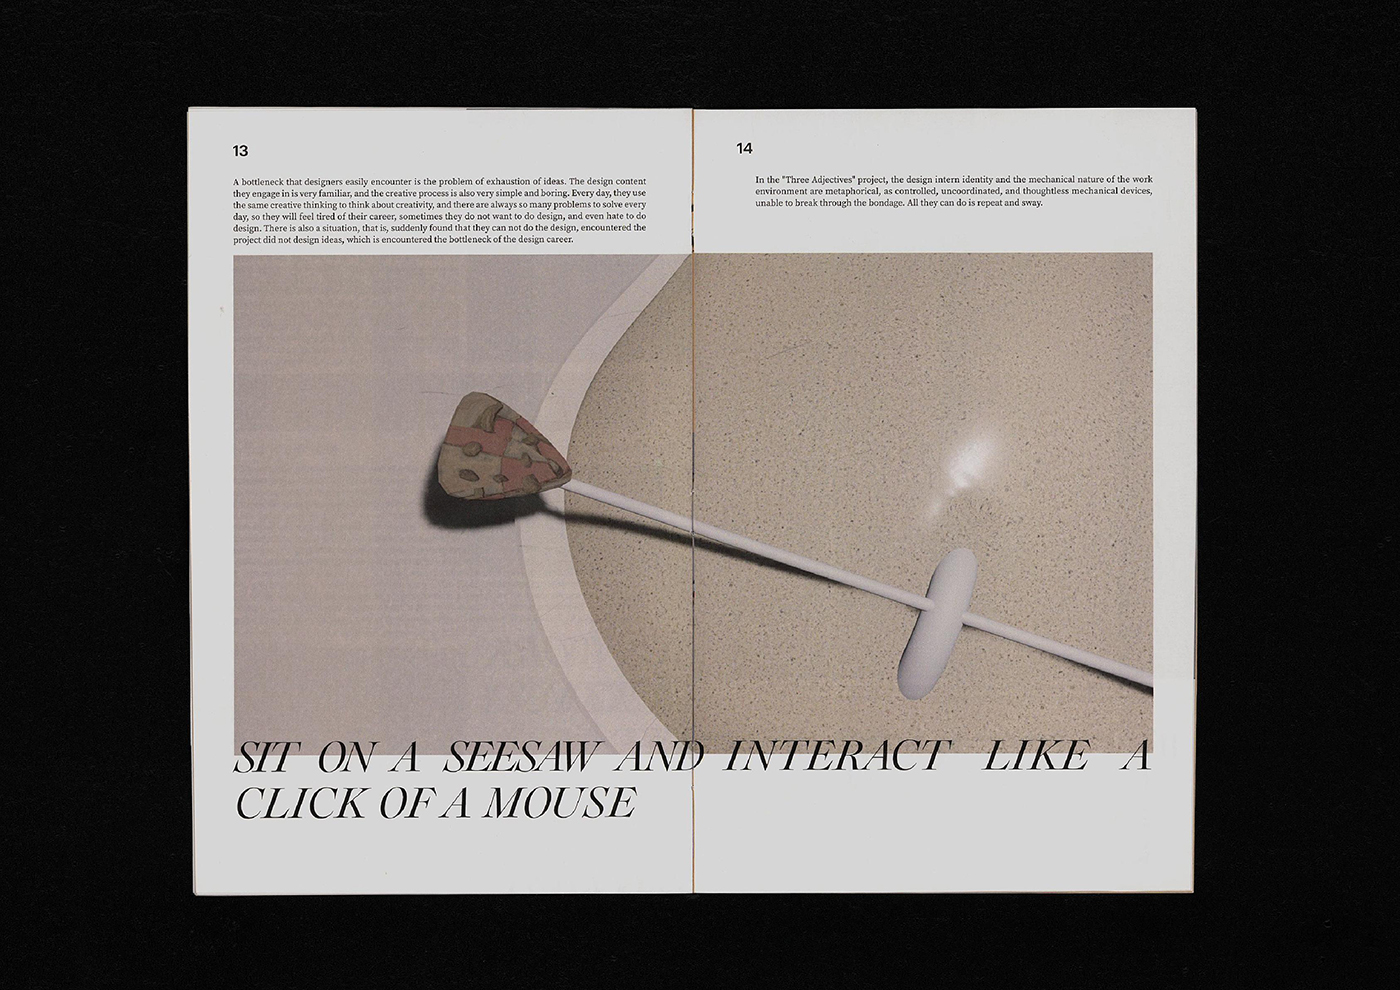 13
A bottleneck that designers easily encounter is the problem of exhaustion of ideas. The design content
they engage in is very familiar, and the creative process is also very simple and boring. Every day, they use
the same creative thinking to think about creativity, and there are always so many problems to solve every
day, so they will feel tired of their career, sometimes they do not want to do design, and even hate to do
design. There is also a situation, that is, suddenly found that they can not do the design, encountered the
project did not design ideas, which is encountered the bottleneck of the design career.
14
In the "Three Adjectives" project, the design intern identity and the mechanical nature of the work
environment are metaphorical, as controlled, uncoordinated, and thoughtless mechanical devices,
unable to break through the bondage. All they can do is repeat and sway.
SIT ON A SEESAW AND INTERACT LIKE A
CLICK OF A MOUSE